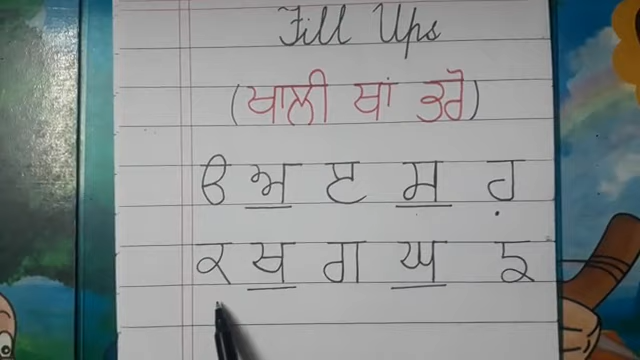 Fill Ups
(ਖਾਲੀ ਥਾਂ ਭਰੋ)
ੳ ਅ ੲ ਸ ਹ
ਕ ਖ ਗ ਘ ਙ